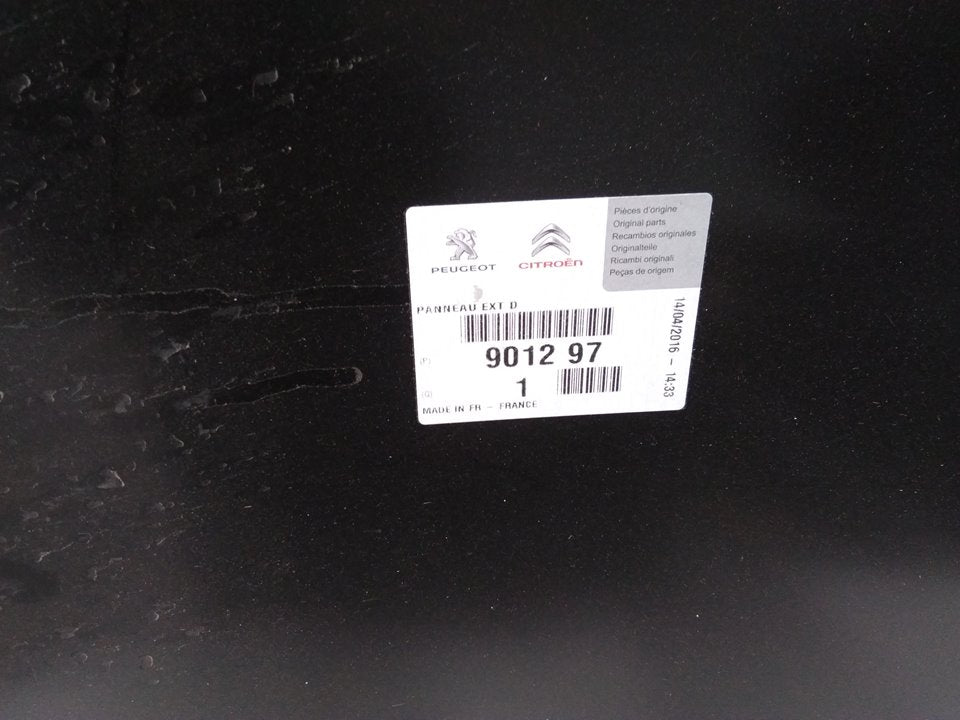 PEUGEOT
CITROËN
Pièces d'origine
Original parts
Recambios originales
Originalteile
Ricambi originali
Peças de origem
PANNEAU EXT D
(P) 9012 97
(Q) 1
MADE IN FR - FRANCE
14/04/2016 - 14:33